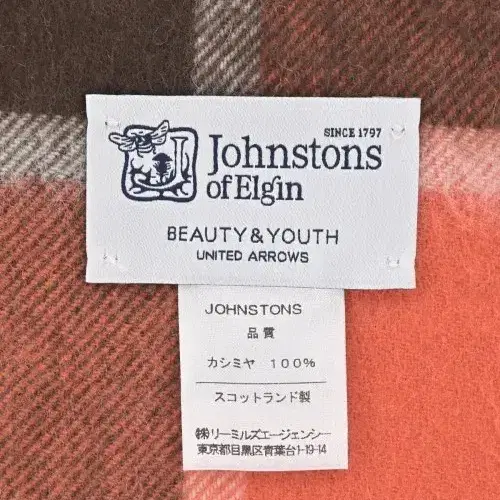 SINCE 1797
Johnstons
of Elgin
BEAUTY&YOUTH
UNITED ARROWS
JOHNSTONS
品質
カシミヤ 100%
スコットランド製
㈱リーミルズエージェンシー
東京都目黒区青葉台1-19-14